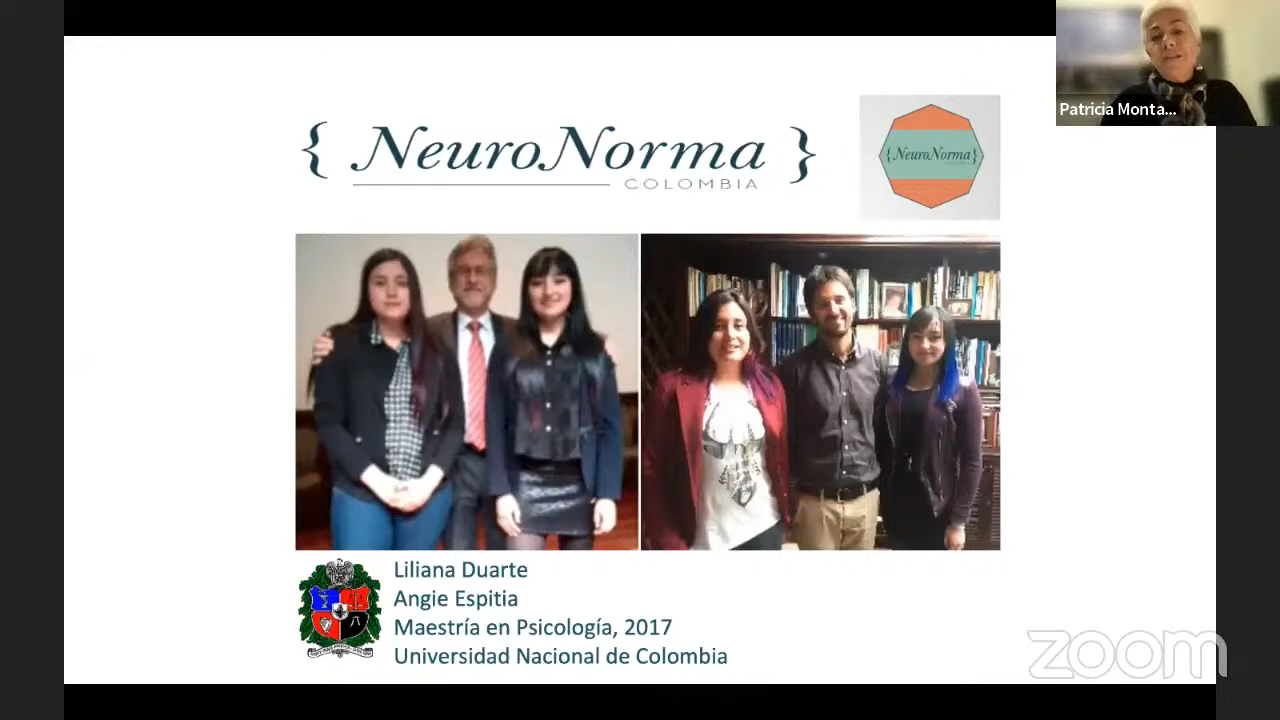 Patricia Monta...
{ NeuroNorma }
COLOMBIA
{NeuroNorma}
Liliana Duarte
Angie Espitia
Maestría en Psicología, 2017
Universidad Nacional de Colombia
zoom